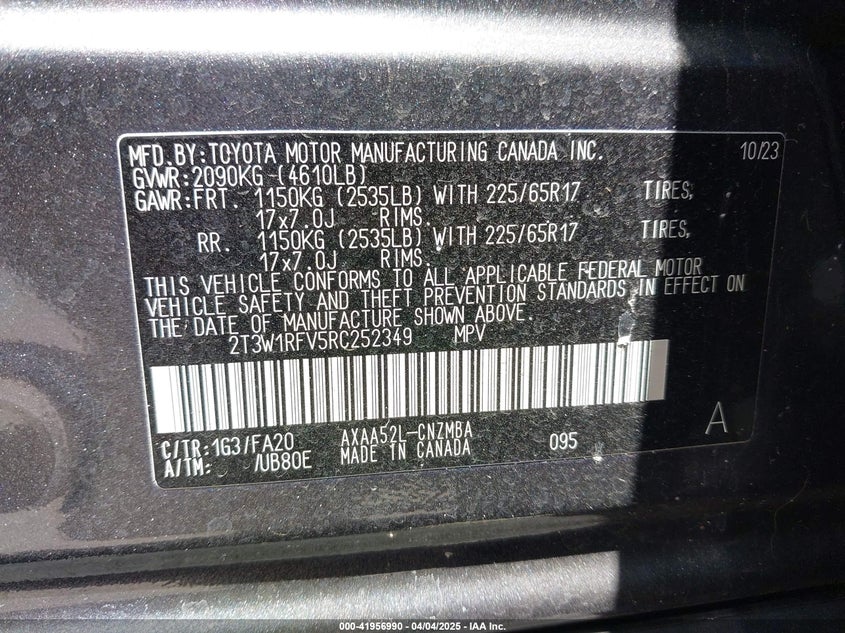 MFD.BY:TOYOTA MOTOR MANUFACTURING CANADA INC. 10/23
GVWR:2090KG (4610LB)
GAWR:FRT. 1150KG (2535LB) WITH 225/65R17 TIRES,
17x7.0J RIMS.
RR. 1150KG (2535LB) WITH 225/65R17 TIRES,
17x7.0J RIMS.
THIS VEHICLE CONFORMS TO ALL APPLICABLE FEDERAL MOTOR
VEHICLE SAFETY AND THEFT PREVENTION STANDARDS IN EFFECT ON
THE DATE OF MANUFACTURE SHOWN ABOVE.
2T3W1RFV5RC252349 MPV
C/TR:1G3/FA20 AXAA52L-CNZMBA 095 A
A/TM: /UB80E MADE IN CANADA
000-41956990 - 04/04/2025 - IAA Inc.